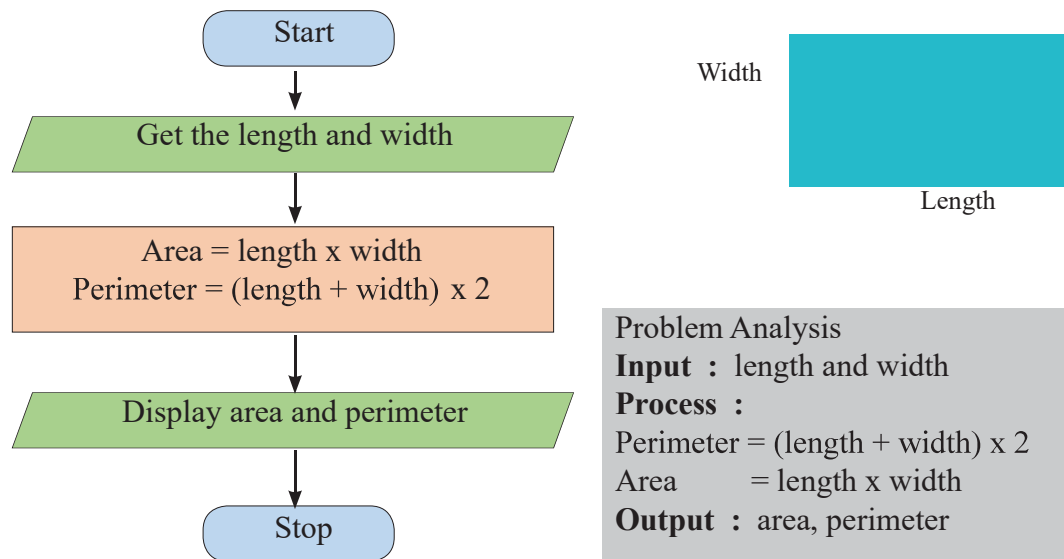 Start
Get the length and width
Area = length x width
Perimeter = (length + width) x 2
Display area and perimeter
Stop
Width
Length
Problem Analysis
Input : length and width
Process :
Perimeter = (length + width) x 2
Area = length x width
Output : area, perimeter